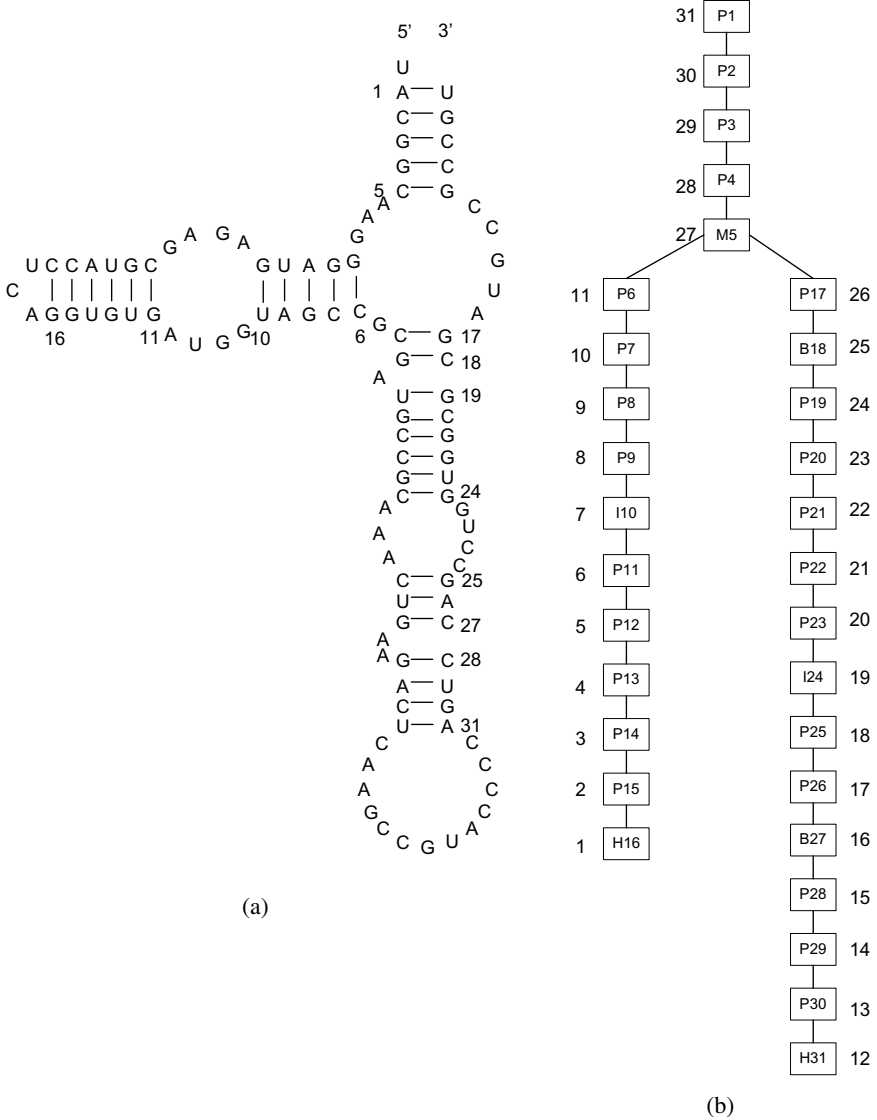 5’ 3’
U
1 A U
C G
G C
G C
5 C G
A C
A C
G
G A
G A
U C C A U G C G U A G G G
C U
A G G U G U G U A G C C A
16 11 A U G G 10 6 G C G 17
G C 18
A
U G 19
G C
C G
C G
G U
C G 24
A G
A U
A C
C
C G 25
U A
G C 27
A
A
G C 28
A U
C G
U A 31
C C
A C
A C
G C
C A
C G U
(a)
31 P1
30 P2
29 P3
28 P4
27 M5
11 P6 P17 26
10 P7 B18 25
9 P8 P19 24
8 P9 P20 23
7 I10 P21 22
6 P11 P22 21
5 P12 P23 20
4 P13 I24 19
3 P14 P25 18
2 P15 P26 17
1 H16 B27 16
P28 15
P29 14
P30 13
H31 12
(b)